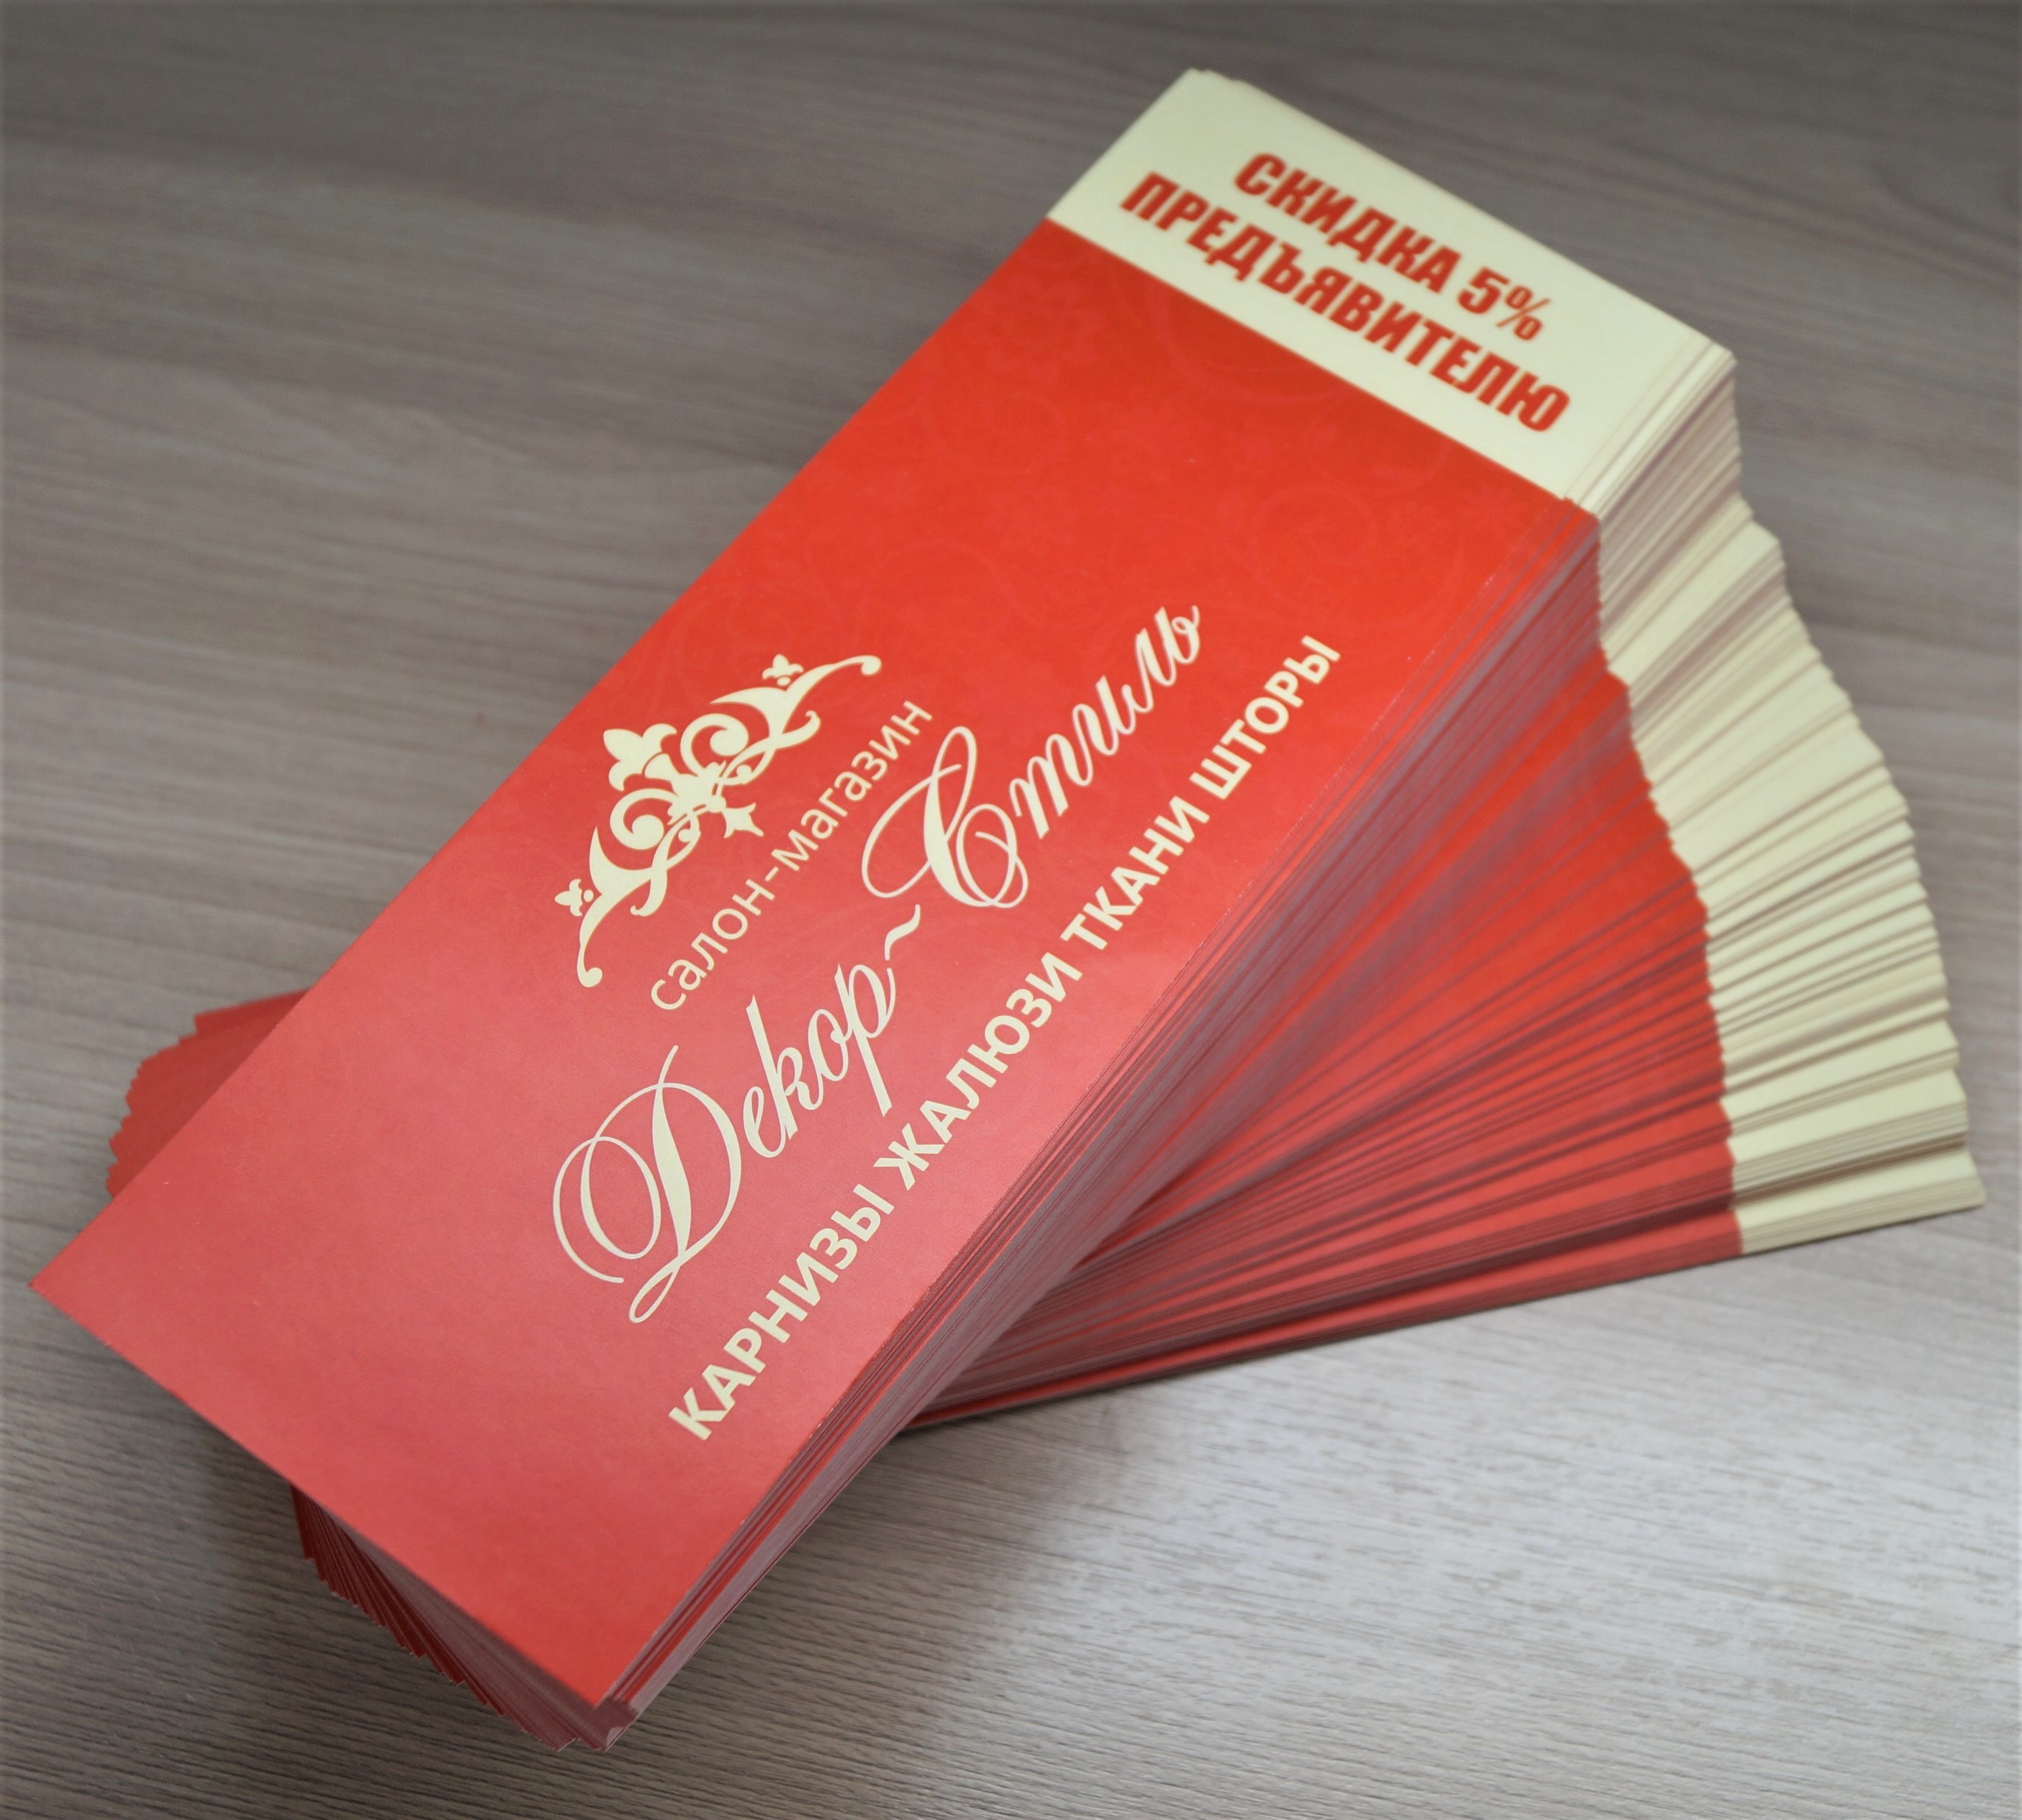 СКИДКА 5%
ПРЕДЪЯВИТЕЛЮ
салон-магазин
Декор~Стиль
КАРНИЗЫ ЖАЛЮЗИ ТКАНИ ШТОРЫ